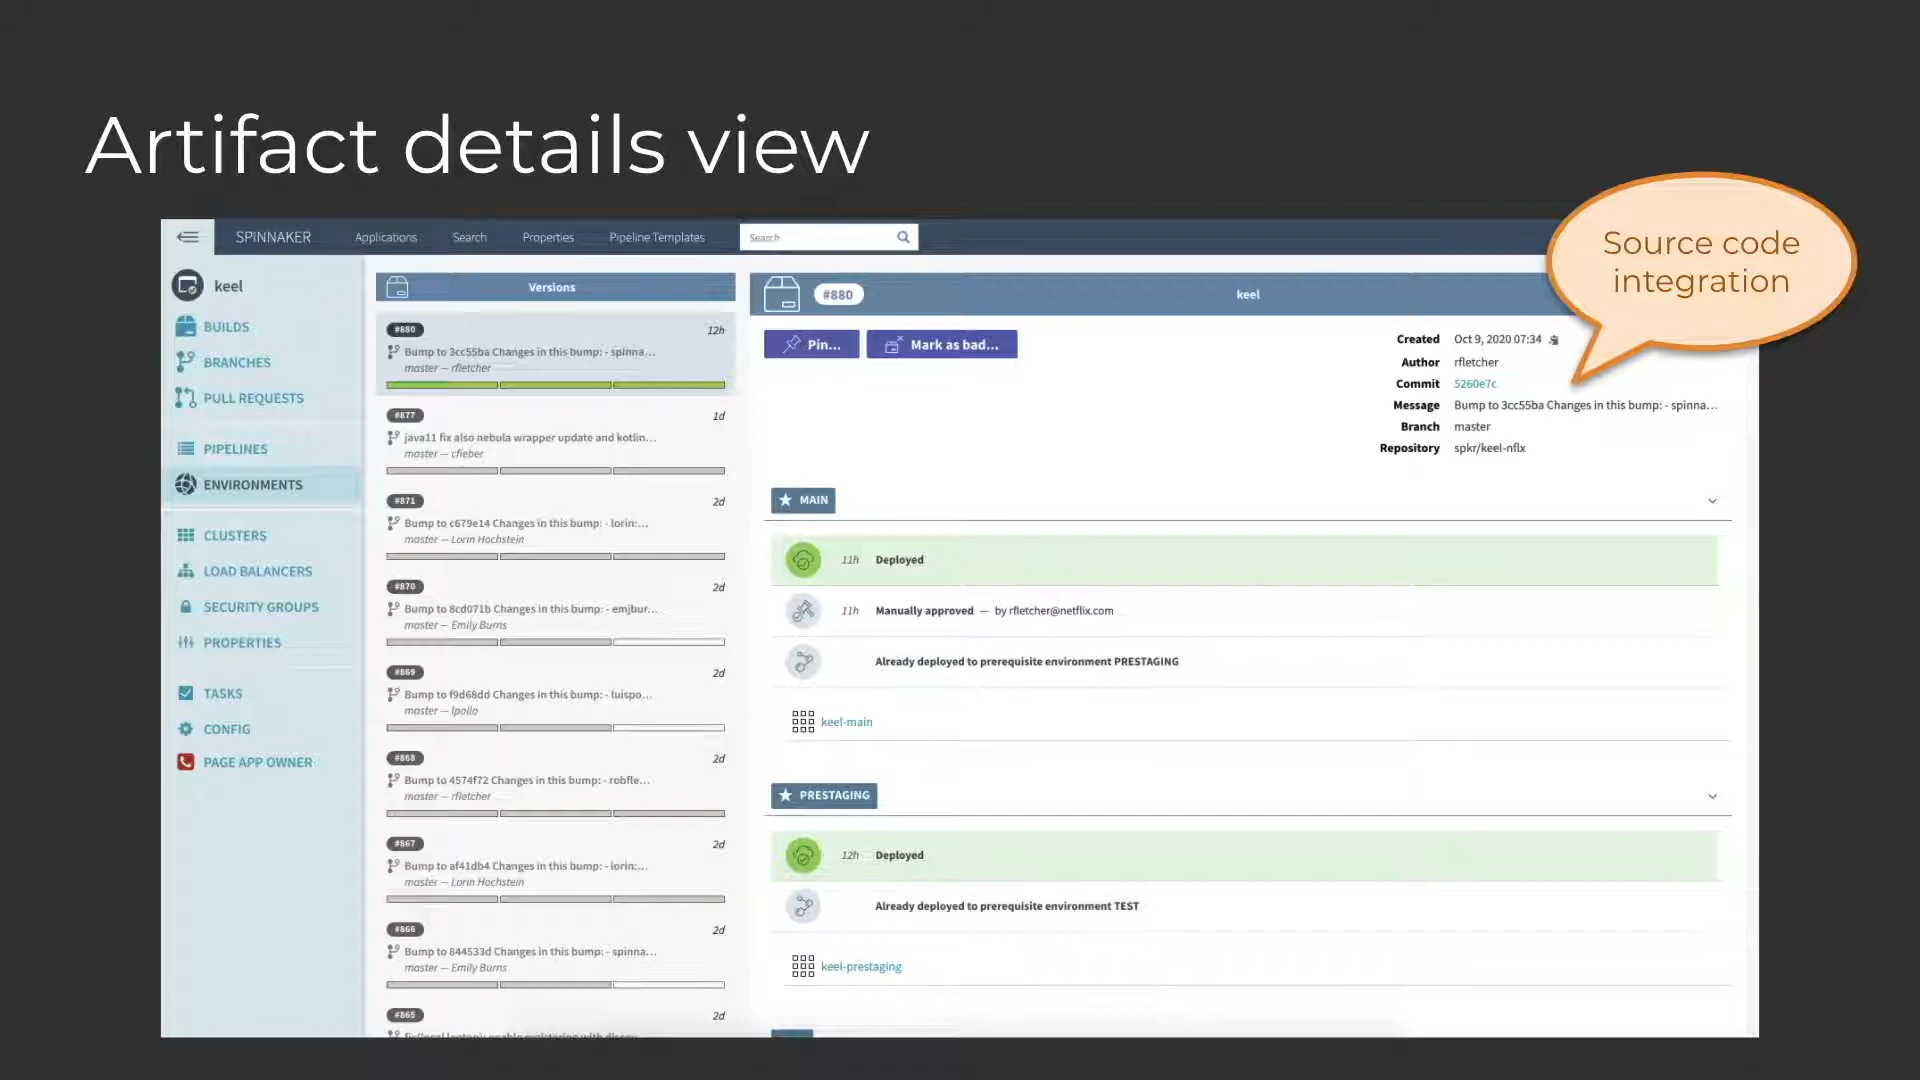 Artifact details view
Source code
integration
SPINNAKER
Applications
Search
Properties
Pipeline Templates
Search...
keel
BUILDS
BRANCHES
PULL REQUESTS
PIPELINES
ENVIRONMENTS
CLUSTERS
LOAD BALANCERS
SECURITY GROUPS
PROPERTIES
TASKS
CONFIG
PAGE APP OWNER
Versions
#880 12h
Bump to 3cc55ba Changes in this bump: - spinna...
master — rfletcher
#877 1d
java11 fix also nebula wrapper update and kotlin...
master — cfieber
#871 2d
Bump to c679e14 Changes in this bump: - lorin:...
master — Lorin Hochstein
#870 2d
Bump to 8cd071b Changes in this bump: - emjbur...
master — Emily Burns
#869 2d
Bump to f9d68dd Changes in this bump: - luispo...
master — lpollo
#868 2d
Bump to 4574f72 Changes in this bump: - robfle...
master — rfletcher
#867 2d
Bump to af41db4 Changes in this bump: - lorin:...
master — Lorin Hochstein
#866 2d
Bump to 844533d Changes in this bump: - spinna...
master — Emily Burns
#865 2d
#880
keel
Pin...
Mark as bad...
Created Oct 9, 2020 07:34
Author rfletcher
Commit 5260e7c
Message Bump to 3cc55ba Changes in this bump: - spinna...
Branch master
Repository spkr/keel-nflx
MAIN
11h Deployed
11h Manually approved — by rfletcher@netflix.com
Already deployed to prerequisite environment PRESTAGING
keel-main
PRESTAGING
12h Deployed
Already deployed to prerequisite environment TEST
keel-prestaging